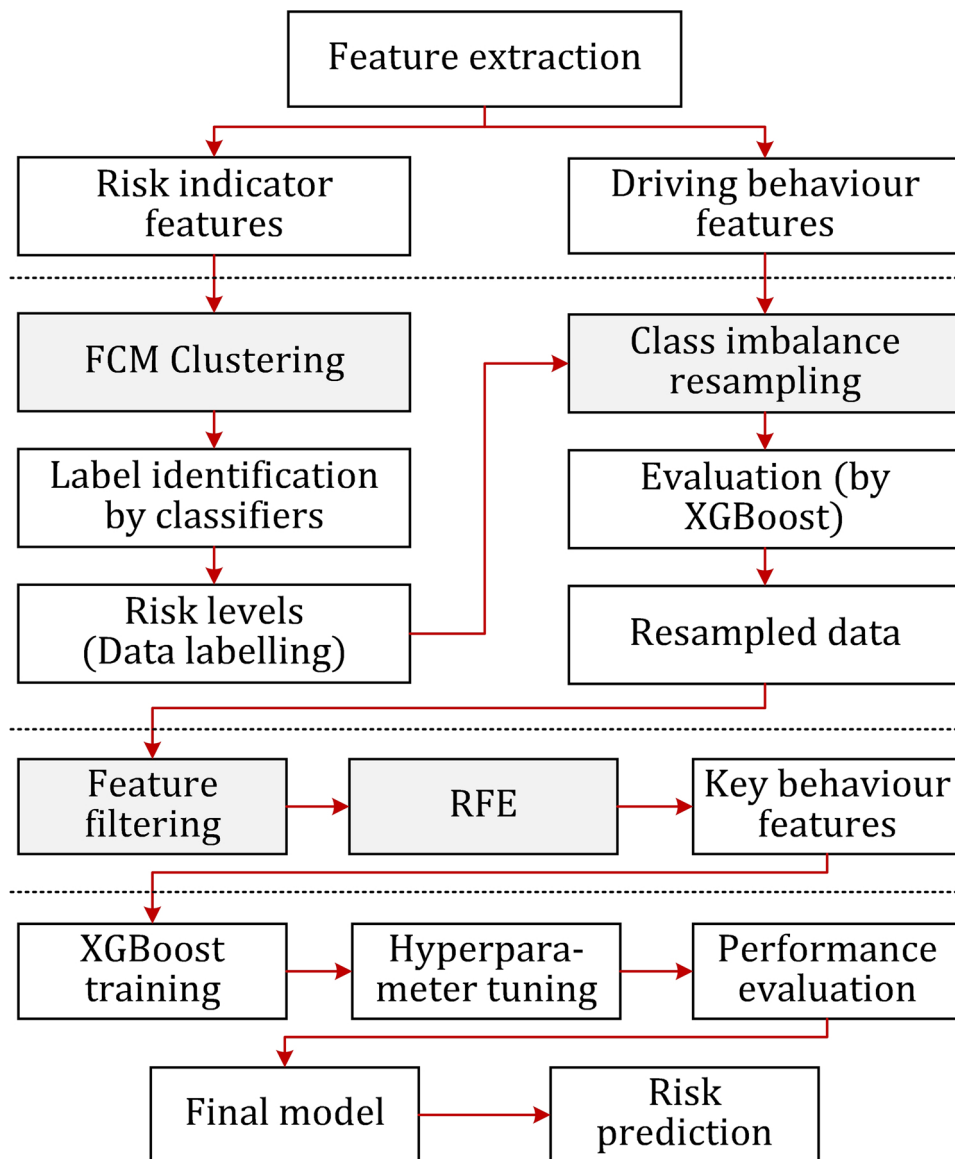 Feature extraction
Risk indicator
features
Driving behaviour
features
FCM Clustering
Class imbalance
resampling
Label identification
by classifiers
Evaluation (by
XGBoost)
Risk levels
(Data labelling)
Resampled data
Feature
filtering
RFE
Key behaviour
features
XGBoost
training
Hyperpara-
meter tuning
Performance
evaluation
Final model
Risk
prediction